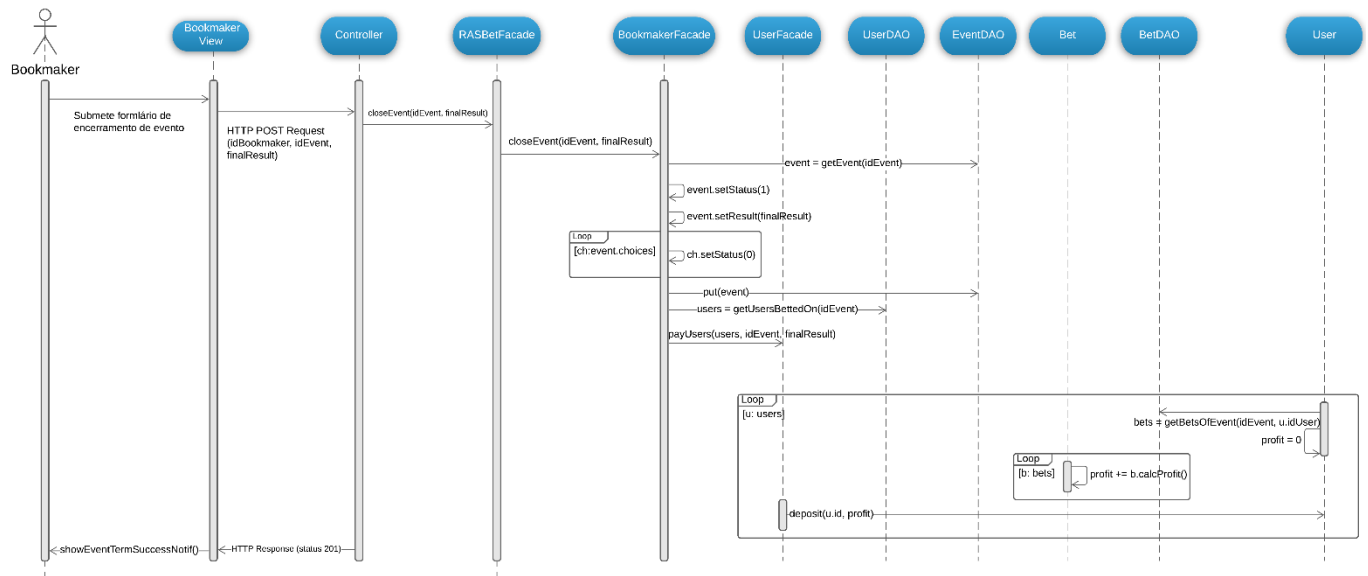 Bookmaker
View
Controller
RASBetFacade
BookmakerFacade
UserFacade
UserDAO
EventDAO
Bet
BetDAO
User
Bookmaker
Submete formlário de
encerramento de evento
HTTP POST Request
(idBookmaker, idEvent,
finalResult)
closeEvent(idEvent, finalResult)
closeEvent(idEvent, finalResult)
event = getEvent(idEvent)
event.setStatus(1)
event.setResult(finalResult)
Loop
[ch:event.choices]
ch.setStatus(0)
put(event)
users = getUsersBettedOn(idEvent)
payUsers(users, idEvent, finalResult)
Loop
[u: users]
bets = getBetsOfEvent(idEvent, u.idUser)
profit = 0
Loop
[b: bets]
profit += b.calcProfit()
deposit(u.id, profit)
showEventTermSuccessNotif()
HTTP Response (status 201)